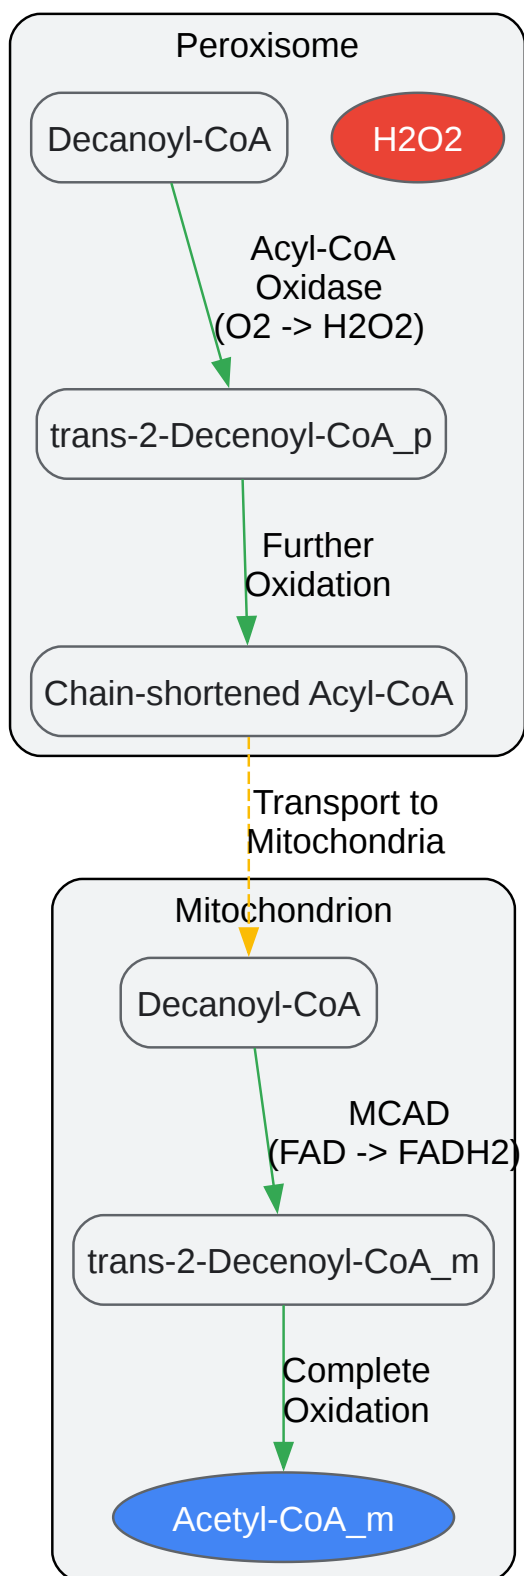 Peroxisome
Decanoyl-CoA
H2O2
Acyl-CoA
Oxidase
(O2 -> H2O2)
trans-2-Decenoyl-CoA_p
Further
Oxidation
Chain-shortened Acyl-CoA
Transport to
Mitochondria
Mitochondrion
Decanoyl-CoA
MCAD
(FAD -> FADH2)
trans-2-Decenoyl-CoA_m
Complete
Oxidation
Acetyl-CoA_m